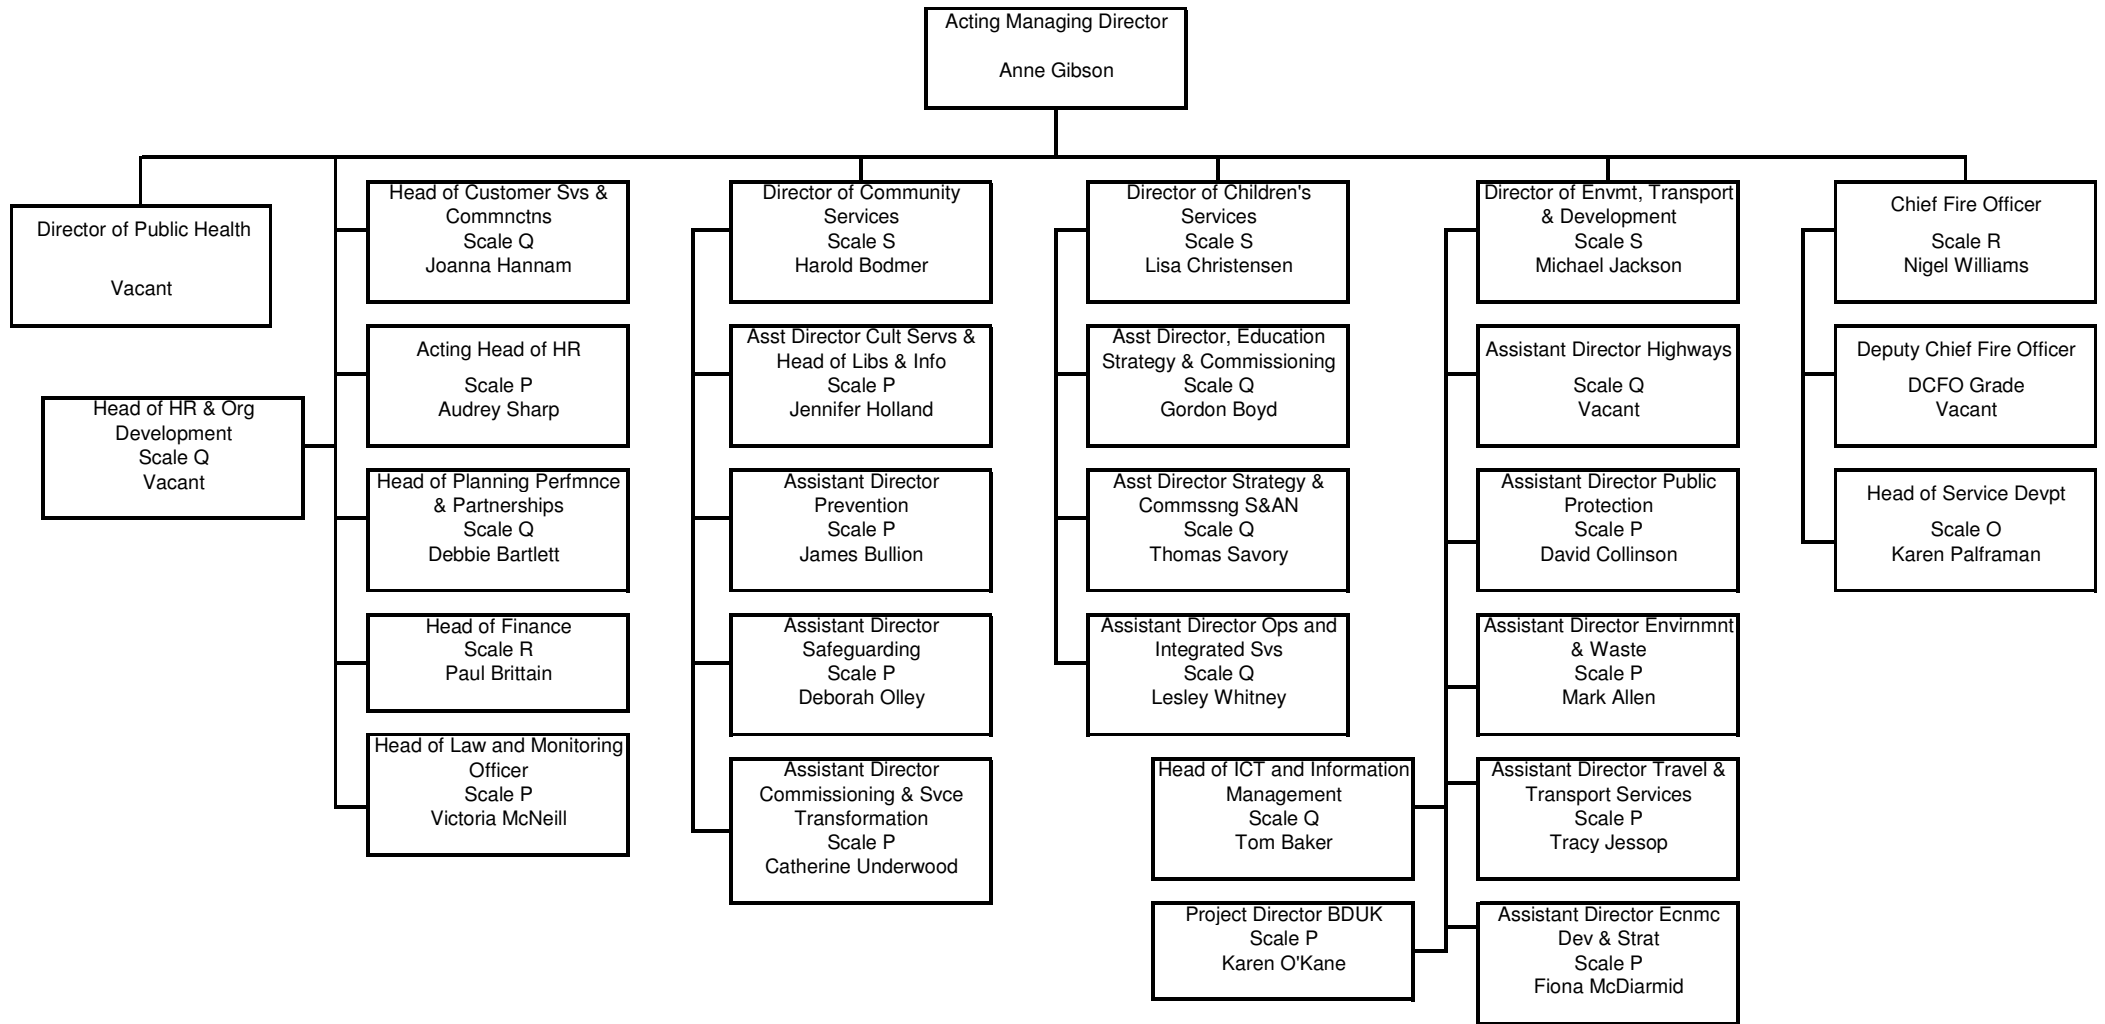 Acting Managing Director
Anne Gibson
Director of Public Health
Vacant
Head of HR & Org
Development
Scale Q
Vacant
Head of Customer Svs &
Commnctns
Scale Q
Joanna Hannam
Acting Head of HR
Scale P
Audrey Sharp
Head of Planning Perfmnce
& Partnerships
Scale Q
Debbie Bartlett
Head of Finance
Scale R
Paul Brittain
Head of Law and Monitoring
Officer
Scale P
Victoria McNeill
Director of Community
Services
Scale S
Harold Bodmer
Asst Director Cult Servs &
Head of Libs & Info
Scale P
Jennifer Holland
Assistant Director
Prevention
Scale P
James Bullion
Assistant Director
Safeguarding
Scale P
Deborah Olley
Assistant Director
Commissioning & Svce
Transformation
Scale P
Catherine Underwood
Director of Children's
Services
Scale S
Lisa Christensen
Asst Director, Education
Strategy & Commissioning
Scale Q
Gordon Boyd
Asst Director Strategy &
Commssng S&AN
Scale Q
Thomas Savory
Assistant Director Ops and
Integrated Svs
Scale Q
Lesley Whitney
Director of Envmt, Transport
& Development
Scale S
Michael Jackson
Assistant Director Highways
Scale Q
Vacant
Assistant Director Public
Protection
Scale P
David Collinson
Assistant Director Envirnmnt
& Waste
Scale P
Mark Allen
Head of ICT and Information
Management
Scale Q
Tom Baker
Assistant Director Travel &
Transport Services
Scale P
Tracy Jessop
Project Director BDUK
Scale P
Karen O'Kane
Assistant Director Ecnmc
Dev & Strat
Scale P
Fiona McDiarmid
Chief Fire Officer
Scale R
Nigel Williams
Deputy Chief Fire Officer
DCFO Grade
Vacant
Head of Service Devpt
Scale O
Karen Palframan